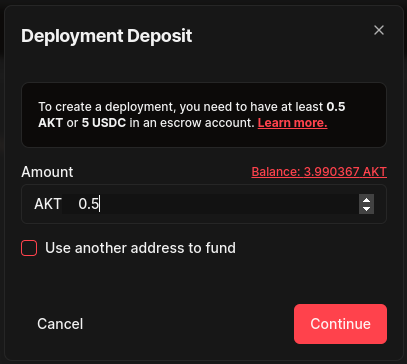 Deployment Deposit
To create a deployment, you need to have at least 0.5
AKT or 5 USDC in an escrow account. Learn more.
Amount
Balance: 3.990367 AKT
AKT 0.5
Use another address to fund
Cancel
Continue